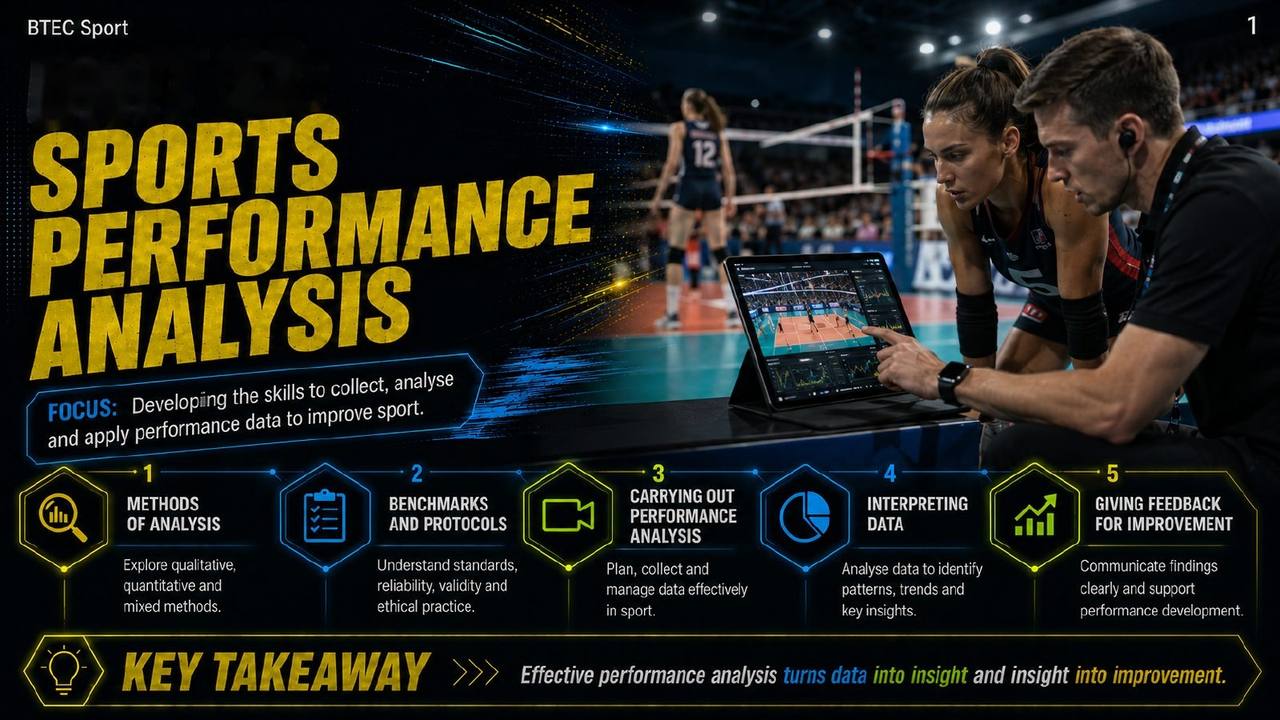 BTEC Sport
1
SPORTS
PERFORMANCE
ANALYSIS
FOCUS: Developing the skills to collect, analyse
and apply performance data to improve sport.
12
1
METHODS
OF ANALYSIS
Explore qualitative,
quantitative and
mixed methods.
2
BENCHMARKS
AND PROTOCOLS
Understand standards,
reliability, validity and
ethical practice.
3
CARRYING OUT
PERFORMANCE
ANALYSIS
Plan, collect and
manage data effectively
in sport.
4
INTERPRETING
DATA
Analyse data to identify
patterns, trends and
key insights.
5
GIVING FEEDBACK
FOR IMPROVEMENT
Communicate findings
clearly and support
performance development.
KEY TAKEAWAY
Effective performance analysis turns data into insight and insight into improvement.